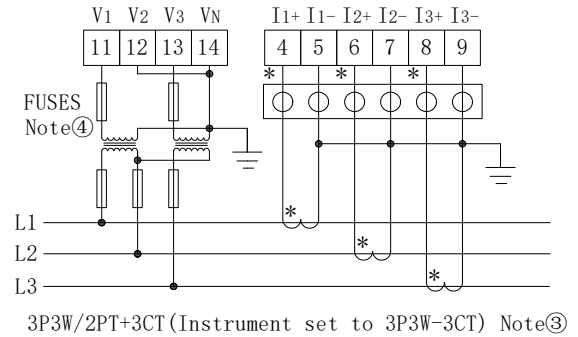 V1 V2 V3 VN I1+ I1- I2+ I2- I3+ I3-
11 12 13 14 4 5 6 7 8 9
* * *
FUSES
Note④
L1 *
L2 *
L3 *
3P3W/2PT+3CT(Instrument set to 3P3W-3CT) Note③